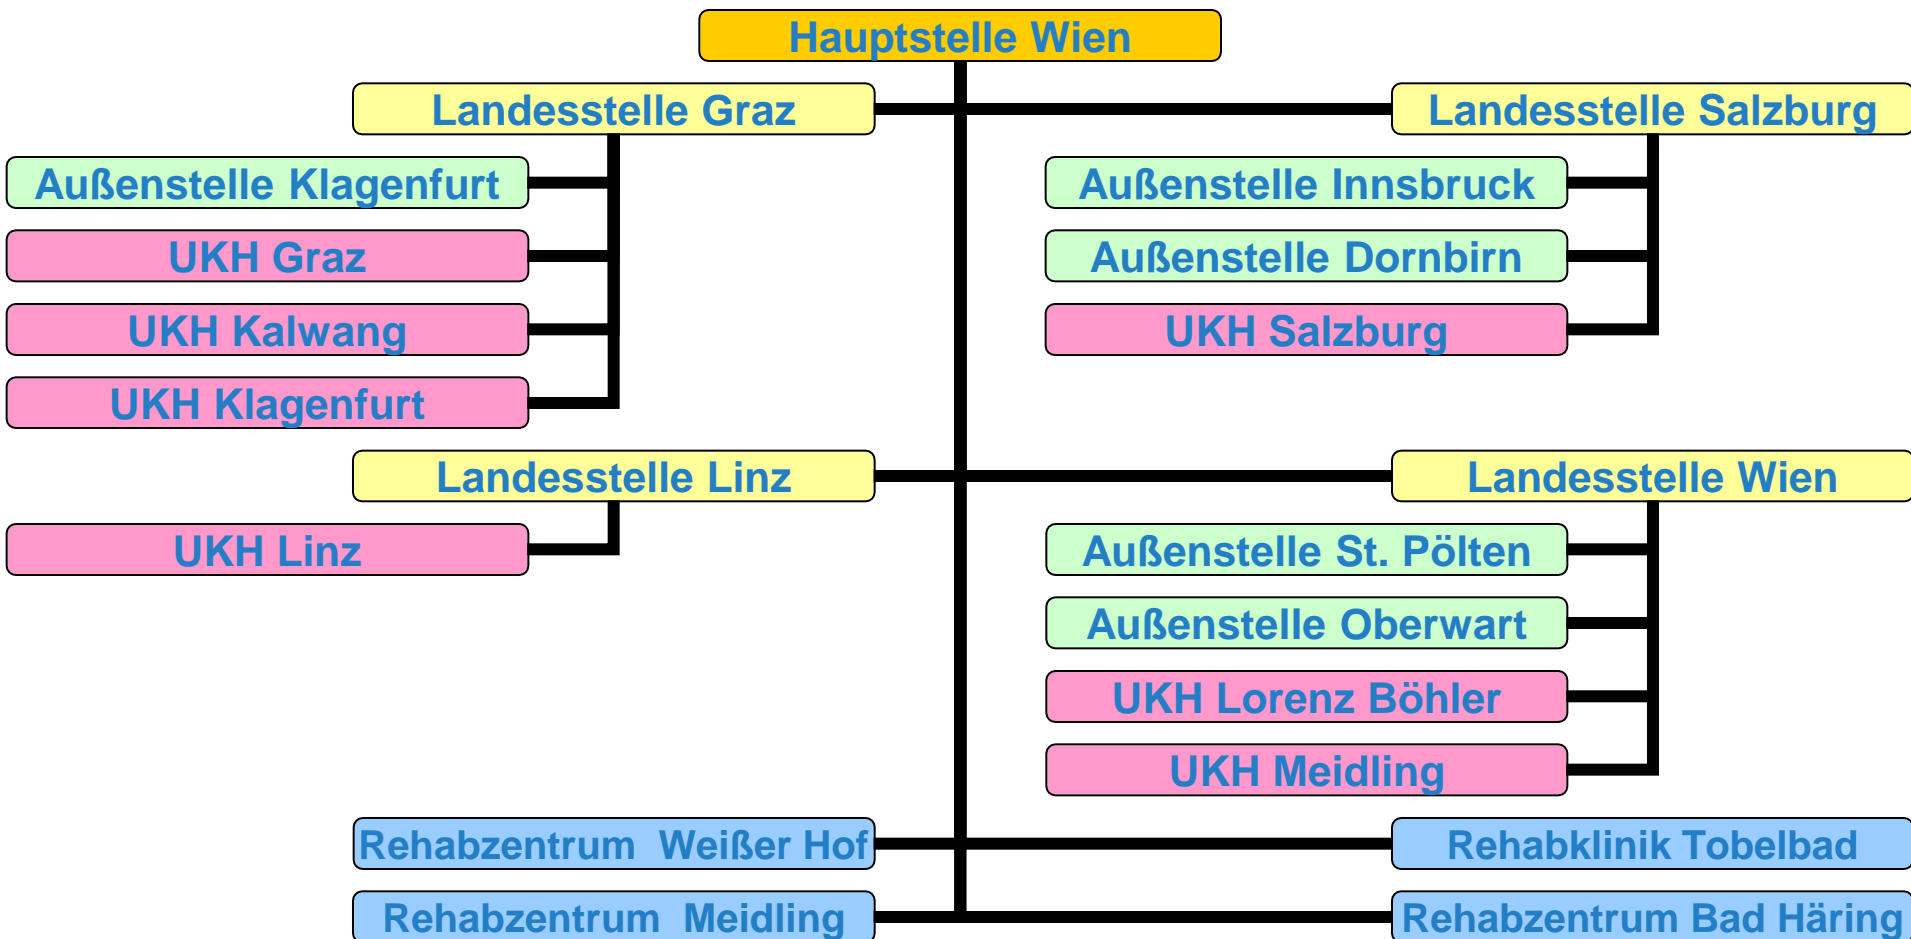 Hauptstelle Wien
Landesstelle Graz
Landesstelle Salzburg
Außenstelle Klagenfurt
Außenstelle Innsbruck
UKH Graz
Außenstelle Dornbirn
UKH Kalwang
UKH Salzburg
UKH Klagenfurt
Landesstelle Linz
Landesstelle Wien
UKH Linz
Außenstelle St. Pölten
Außenstelle Oberwart
UKH Lorenz Böhler
UKH Meidling
Rehabzentrum Weißer Hof
Rehabklinik Tobelbad
Rehabzentrum Meidling
Rehabzentrum Bad Häring